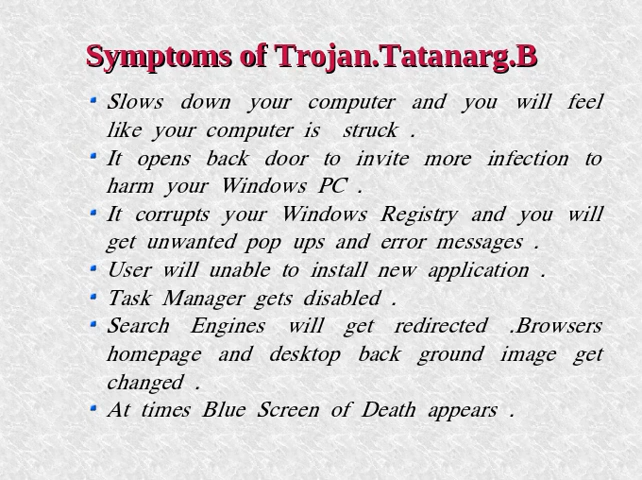 Symptoms of Trojan.Tatanarg.B
Slows down your computer and you will feel
like your computer is struck .
It opens back door to invite more infection to
harm your Windows PC .
It corrupts your Windows Registry and you will
get unwanted pop ups and error messages .
User will unable to install new application .
Task Manager gets disabled .
Search Engines will get redirected .Browsers
homepage and desktop back ground image get
changed .
At times Blue Screen of Death appears .